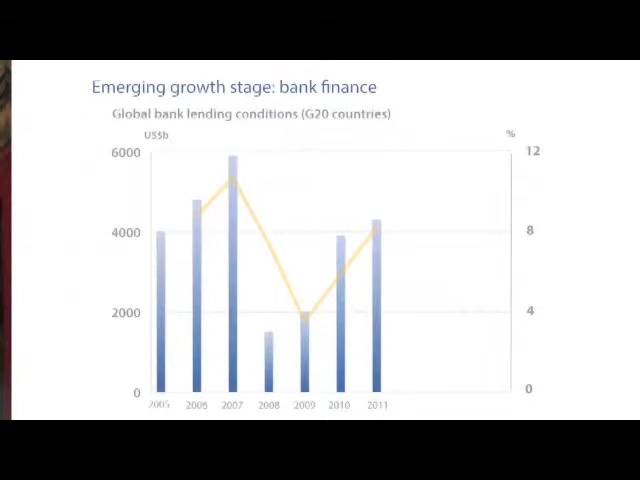 Emerging growth stage: bank finance
Global bank lending conditions (G20 countries)
US$b
%
6000
12
4000
8
2000
4
0
0
2005 2006 2007 2008 2009 2010 2011